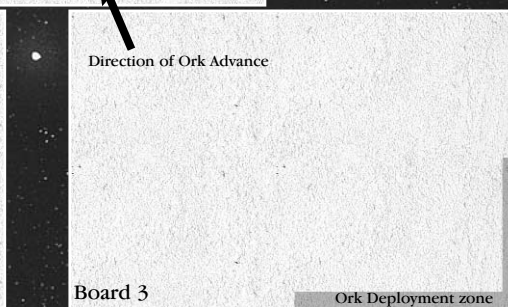 Direction of Ork Advance
Board 3
Ork Deployment zone